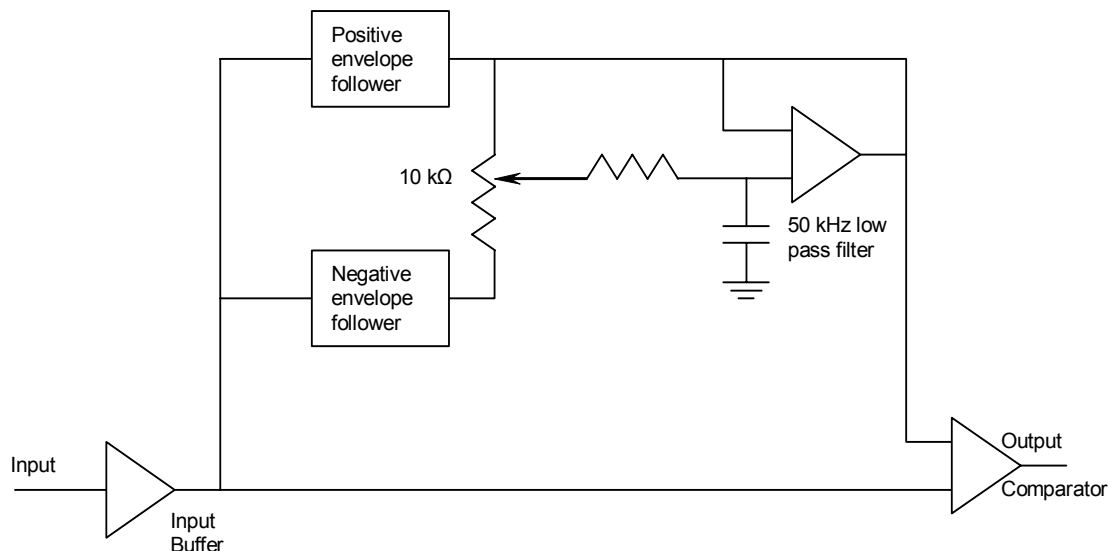 Positive
envelope
follower
10 kΩ
50 kHz low
pass filter
Negative
envelope
follower
Input
Input
Buffer
Output
Comparator